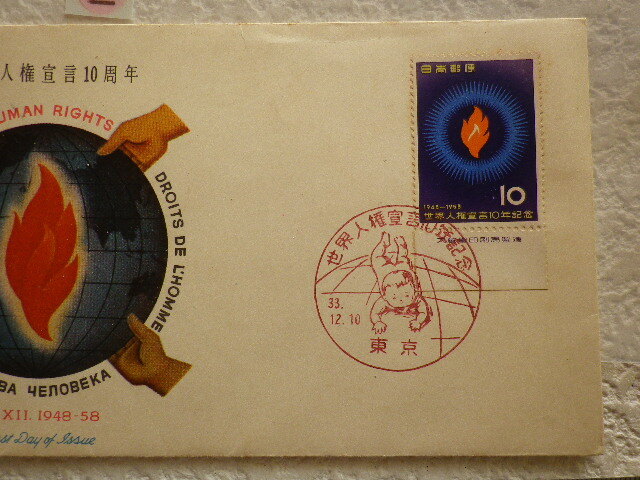 人権宣言10周年
UMAN RIGHTS
DROITS DE L'HOMME
ВА ЧЕЛОВЕКА
XII. 1948-58
st Day of Issue
日本郵便
10
1948-1958
世界人権宣言10年記念
世界人権宣言10年記念
33.
12.10
東京